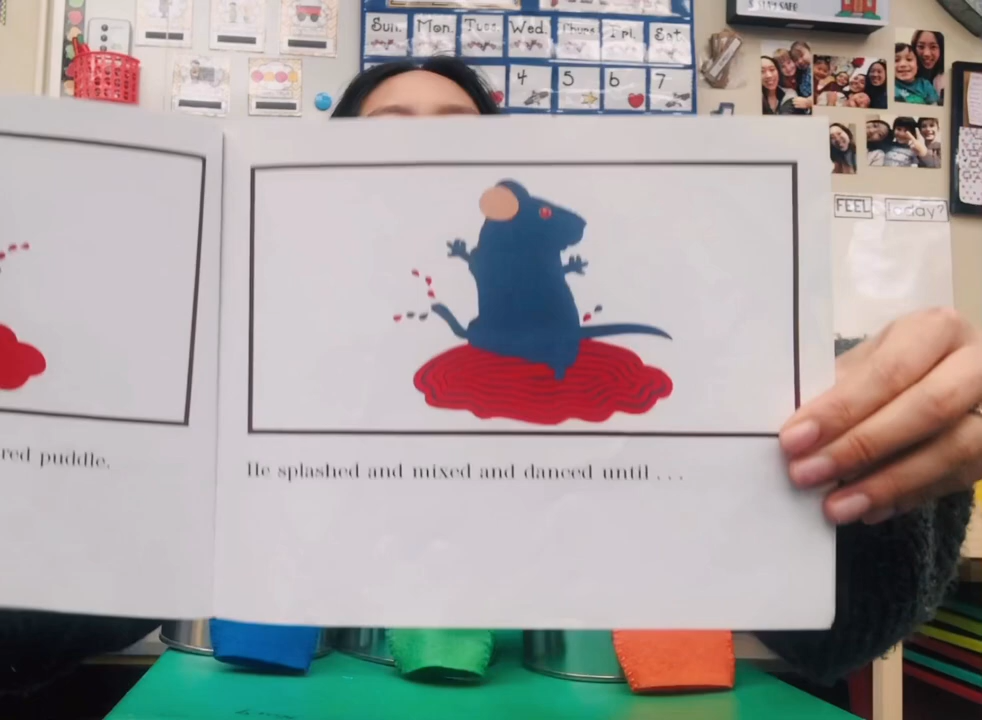 Sun. Mon. Tues. Wed. Thurs. Fri. Sat.
4 5 6 7
FEEL Today?
red puddle.
He splashed and mixed and danced until . . .